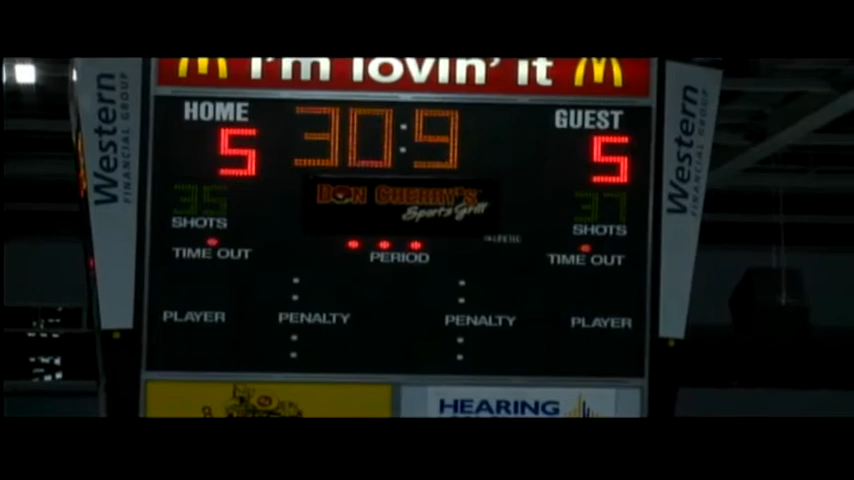 I'm lovin' it
HOME
30:9
GUEST
5
5
Western
FINANCIAL GROUP
Western
FINANCIAL GROUP
DON CHERRY'S
Sports Grill
35
SHOTS
37
SHOTS
TIME OUT
PERIOD
TIME OUT
PLAYER
PENALTY
PENALTY
PLAYER
HEARING